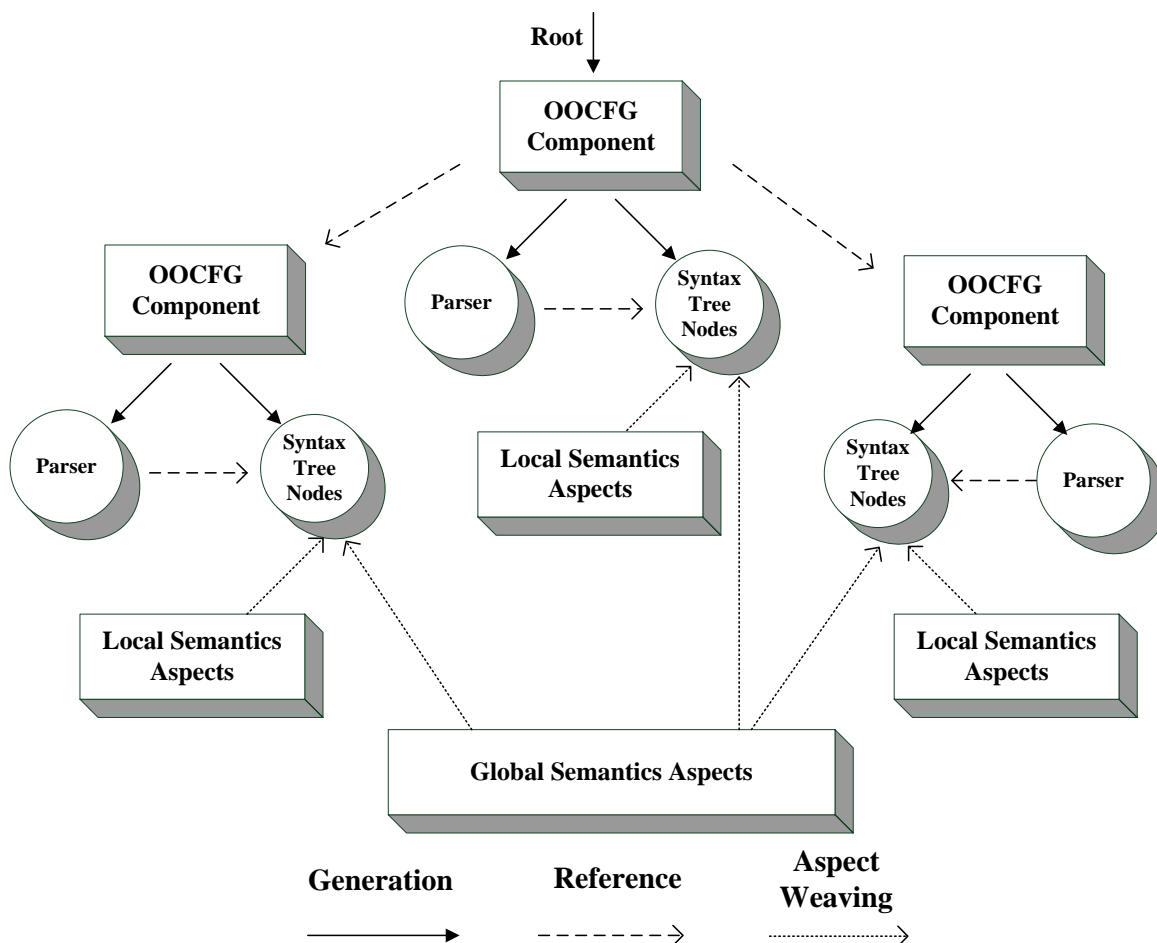 Root
OOCFG
Component
OOCFG
Component
Parser
Syntax
Tree
Nodes
OOCFG
Component
Parser
Syntax
Tree
Nodes
Local Semantics
Aspects
Syntax
Tree
Nodes
Parser
Local Semantics
Aspects
Local Semantics
Aspects
Global Semantics Aspects
Generation
Reference
Aspect
Weaving